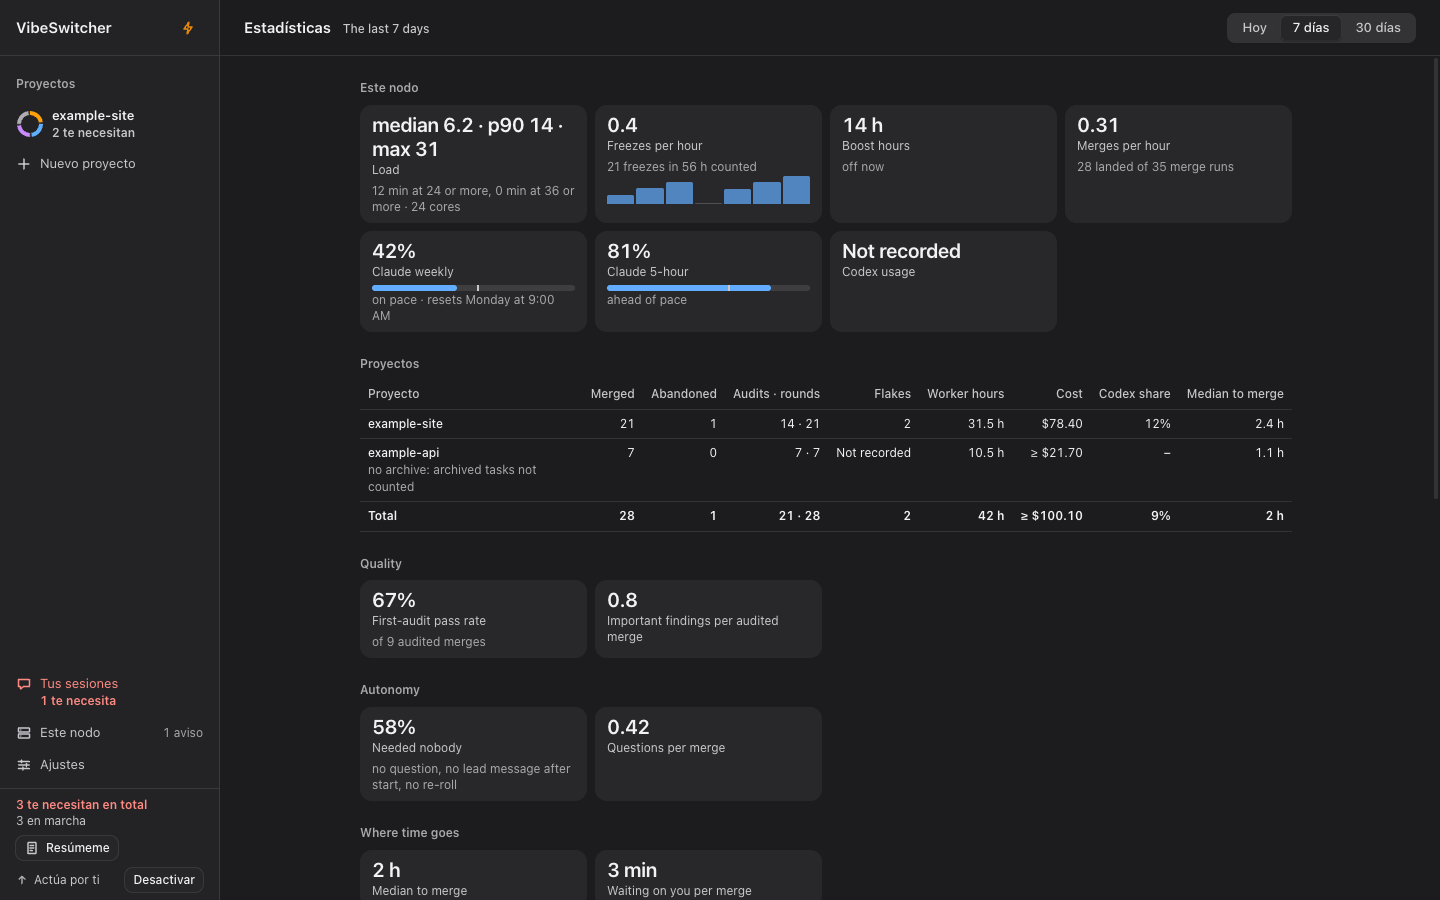 VibeSwitcher
Proyectos
example-site
2 te necesitan
Nuevo proyecto
Tus sesiones
1 te necesita
Este nodo
1 aviso
Ajustes
3 te necesitan en total
3 en marcha
Resúmeme
Actúa por ti
Desactivar
Estadísticas
The last 7 days
Hoy
7 días
30 días
Este nodo
median 6.2 · p90 14 ·
max 31
Load
12 min at 24 or more, 0 min at 36 or
more · 24 cores
0.4
Freezes per hour
21 freezes in 56 h counted
14 h
Boost hours
off now
0.31
Merges per hour
28 landed of 35 merge runs
42%
Claude weekly
on pace · resets Monday at 9:00
AM
81%
Claude 5-hour
ahead of pace
Not recorded
Codex usage
Proyectos
Proyecto Merged Abandoned Audits · rounds Flakes Worker hours Cost Codex share Median to merge
example-site 21 1 14 · 21 2 31.5 h $78.40 12% 2.4 h
example-api 7 0 7 · 7 Not recorded 10.5 h ≥ $21.70 – 1.1 h
no archive: archived tasks not
counted
Total 28 1 21 · 28 2 42 h ≥ $100.10 9% 2 h
Quality
67%
First-audit pass rate
of 9 audited merges
0.8
Important findings per audited
merge
Autonomy
58%
Needed nobody
no question, no lead message after
start, no re-roll
0.42
Questions per merge
Where time goes
2 h
Median to merge
3 min
Waiting on you per merge